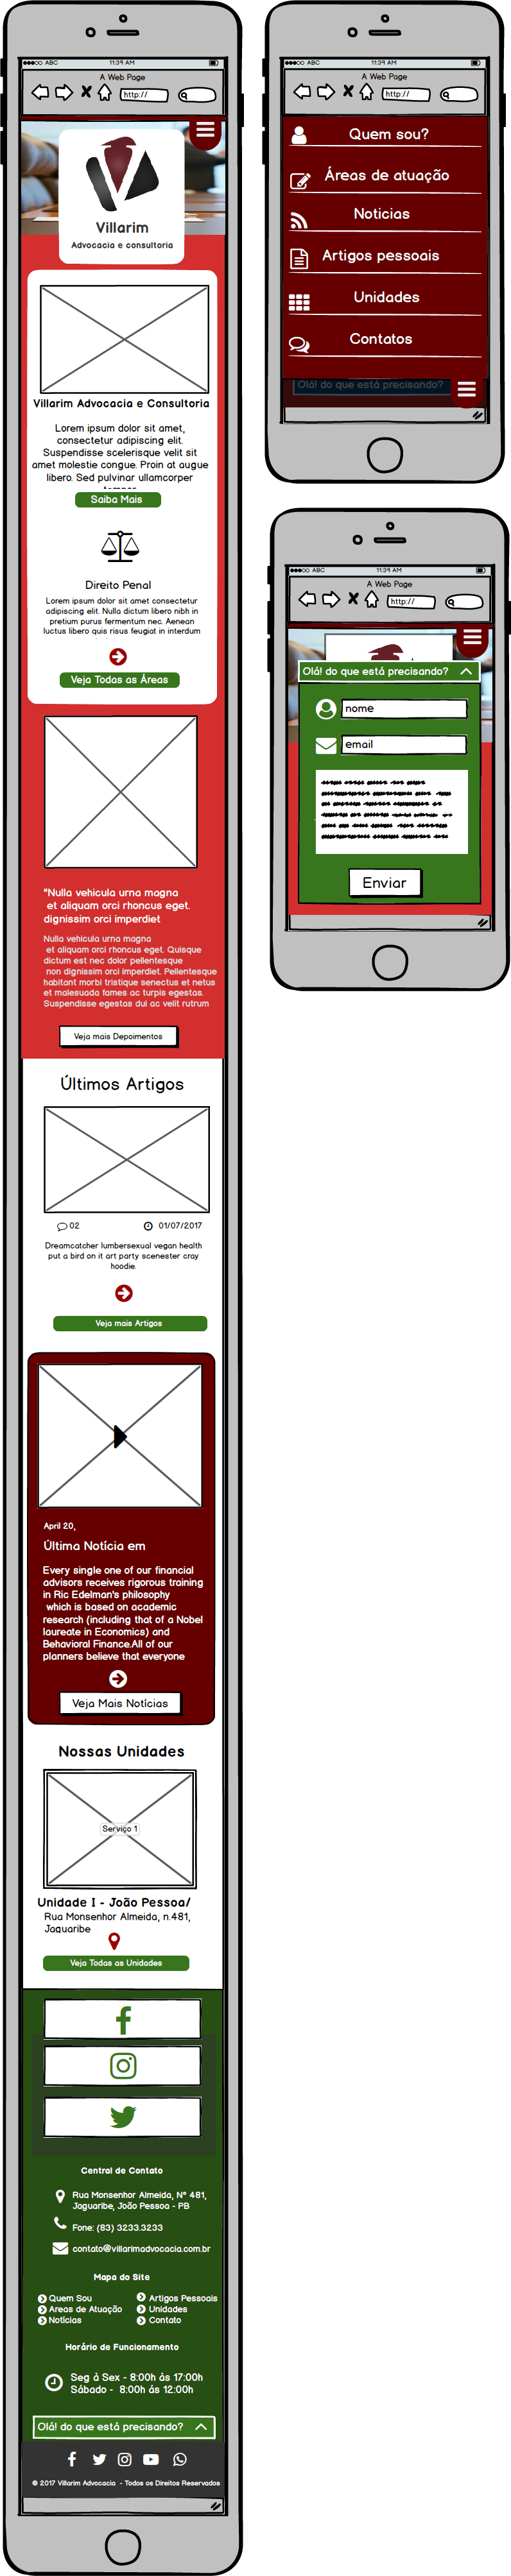 ABC
11:39 AM
A Web Page
http://
Villarim
Advocacia e consultoria
Villarim Advocacia e Consultoria
Lorem ipsum dolor sit amet,
consectetur adipiscing elit.
Suspendisse scelerisque velit sit
amet molestie congue. Proin at augue
libero. Sed pulvinar ullamcorper
Saiba Mais
Direito Penal
Lorem ipsum dolor sit amet consectetur
adipiscing elit. Nulla dictum libero nibh in
pretium purus fermentum nec. Aenean
luctus libero quis risus feugiat in interdum
Veja Todas as Áreas
"Nulla vehicula urna magna
et aliquam orci rhoncus eget.
dignissim orci imperdiet
Nulla vehicula urna magna
et aliquam orci rhoncus eget. Quisque
dictum est nec dolor pellentesque
non dignissim orci imperdiet. Pellentesque
habitant morbi tristique senectus et netus
et malesuada fames ac turpis egestas.
Suspendisse egestas dui ac velit rutrum
Veja mais Depoimentos
Últimos Artigos
02
01/07/2017
Dreamcatcher lumbersexual vegan health
put a bird on it art party scenester cray
hoodie.
Veja mais Artigos
April 20,
Última Notícia em
Every single one of our financial
advisors receives rigorous training
in Ric Edelman's philosophy
which is based on academic
research (including that of a Nobel
laureate in Economics) and
Behavioral Finance.All of our
planners believe that everyone
Veja Mais Notícias
Nossas Unidades
Serviço 1
Unidade I - João Pessoa/
Rua Monsenhor Almeida, n.481,
Jaguaribe
Veja Todas as Unidades
Central de Contato
Rua Monsenhor Almeida, Nº 481,
Jaguaribe, João Pessoa - PB
Fone: (83) 3233.3233
contato@villarimadvocacia.com.br
Mapa do Site
Quem Sou
Areas de Atuação
Notícias
Artigos Pessoais
Unidades
Contato
Horário de Funcionamento
Seg à Sex - 8:00h às 17:00h
Sábado - 8:00h às 12:00h
Olá! do que está precisando?
© 2017 Villarim Advocacia - Todos os Direitos Reservados
ABC
11:39 AM
A Web Page
http://
Quem sou?
Áreas de atuação
Noticias
Artigos pessoais
Unidades
Contatos
Olá! do que está precisando?
ABC
11:39 AM
A Web Page
http://
Olá! do que está precisando?
nome
email
Enviar